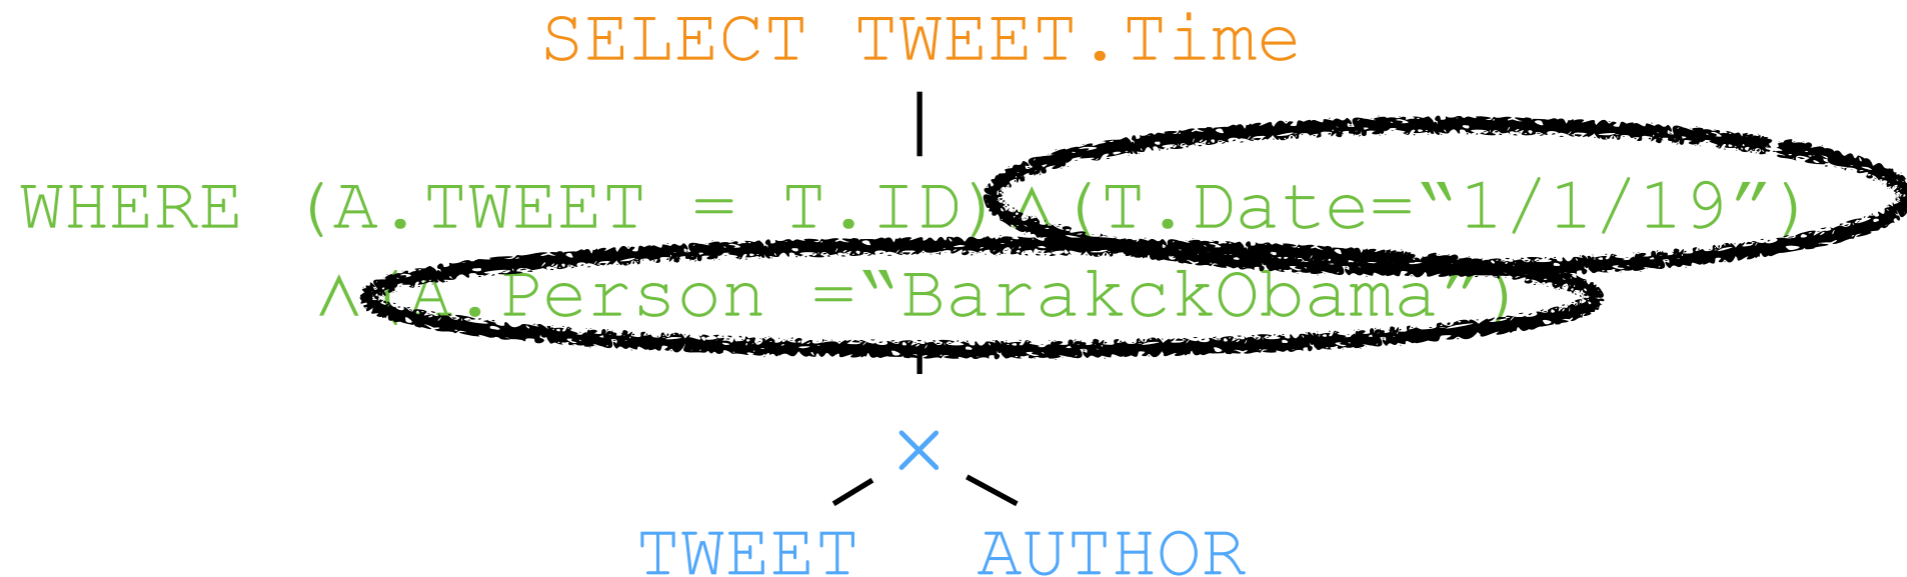 SELECT TWEET.Time
WHERE (A.TWEET = T.ID)∧(T.Date=“1/1/19”)
∧(A.Person =“BarakckObama”)
×
TWEET AUTHOR